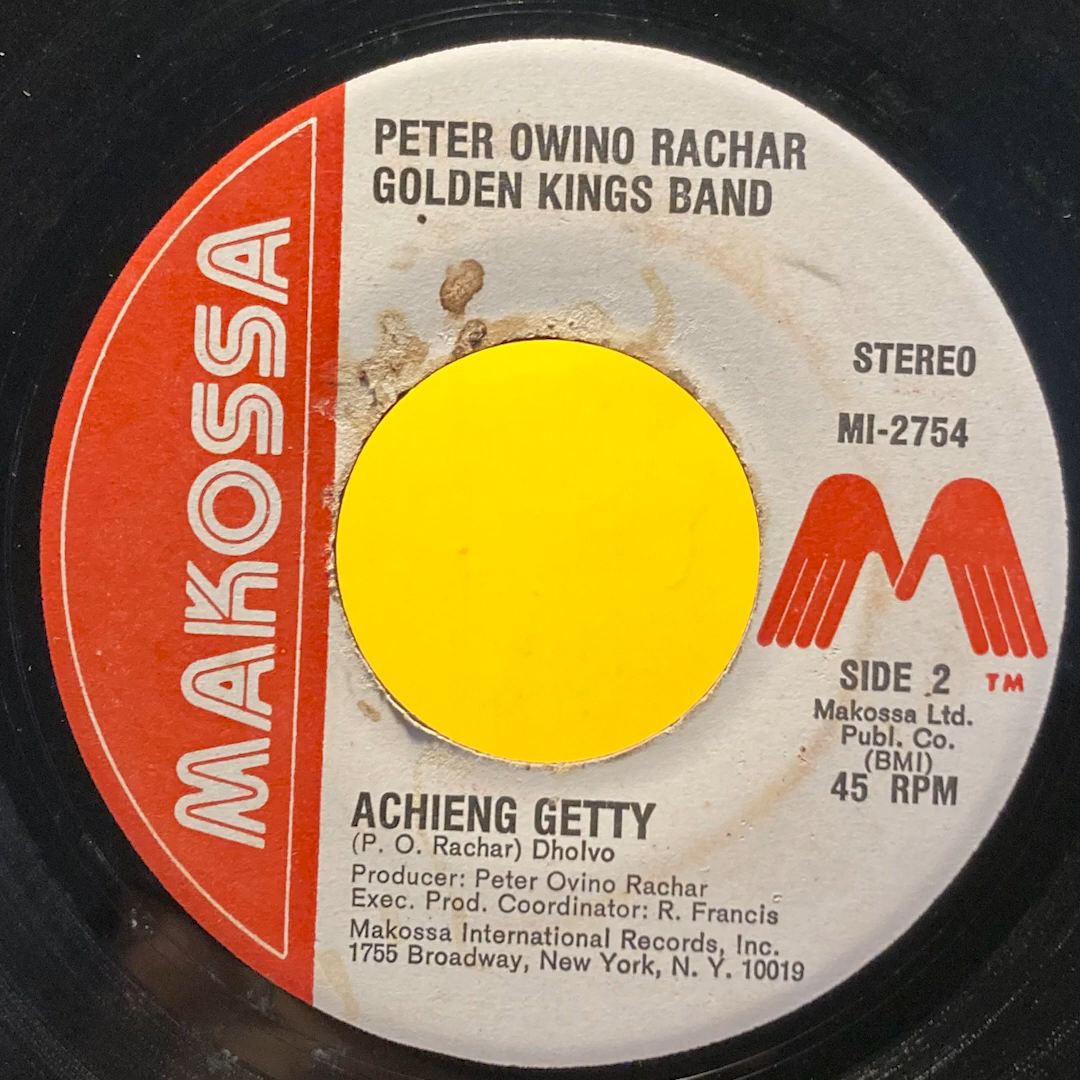 MAKOSSA
PETER OWINO RACHAR
GOLDEN KINGS BAND
STEREO
MI-2754
M
SIDE 2
TM
Makossa Ltd.
Publ. Co.
(BMI)
45 RPM
ACHIENG GETTY
(P. O. Rachar) Dholvo
Producer: Peter Ovino Rachar
Exec. Prod. Coordinator: R. Francis
Makossa International Records, Inc.
1755 Broadway, New York, N. Y. 10019